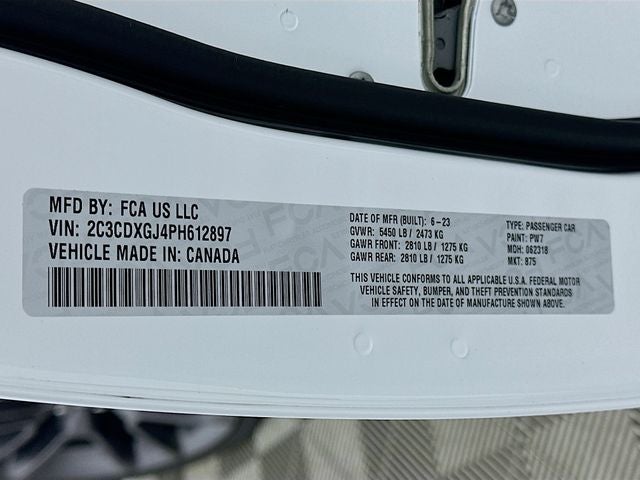 MFD BY: FCA US LLC
VIN: 2C3CDXGJ4PH612897
VEHICLE MADE IN: CANADA
DATE OF MFR (BUILT): 6-23
GVWR: 5450 LB / 2473 KG
GAWR FRONT: 2810 LB / 1275 KG
GAWR REAR: 2810 LB / 1275 KG
TYPE: PASSENGER CAR
PAINT: PW7
MDH: 062318
MKT: 875
THIS VEHICLE CONFORMS TO ALL APPLICABLE U.S.A. FEDERAL MOTOR
VEHICLE SAFETY, BUMPER, AND THEFT PREVENTION STANDARDS
IN EFFECT ON THE DATE OF MANUFACTURE SHOWN ABOVE.